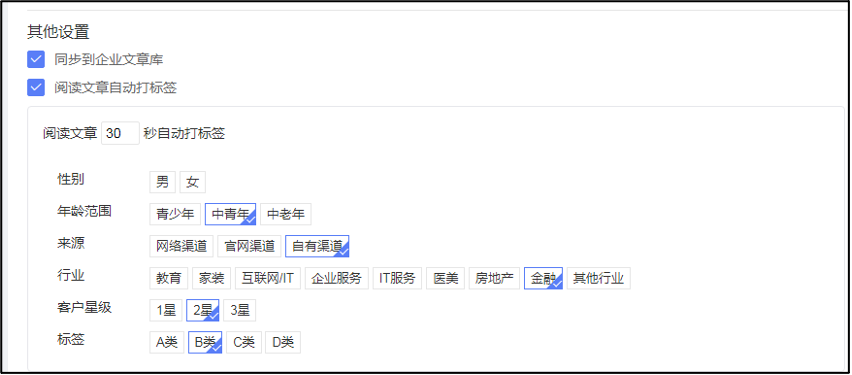 其他设置
同步到企业文章库
阅读文章自动打标签
阅读文章 30 秒自动打标签
性别 男 女
年龄范围 青少年 中青年 中老年
来源 网络渠道 官网渠道 自有渠道
行业 教育 家装 互联网/IT 企业服务 IT服务 医美 房地产 金融 其他行业
客户星级 1星 2星 3星
标签 A类 B类 C类 D类